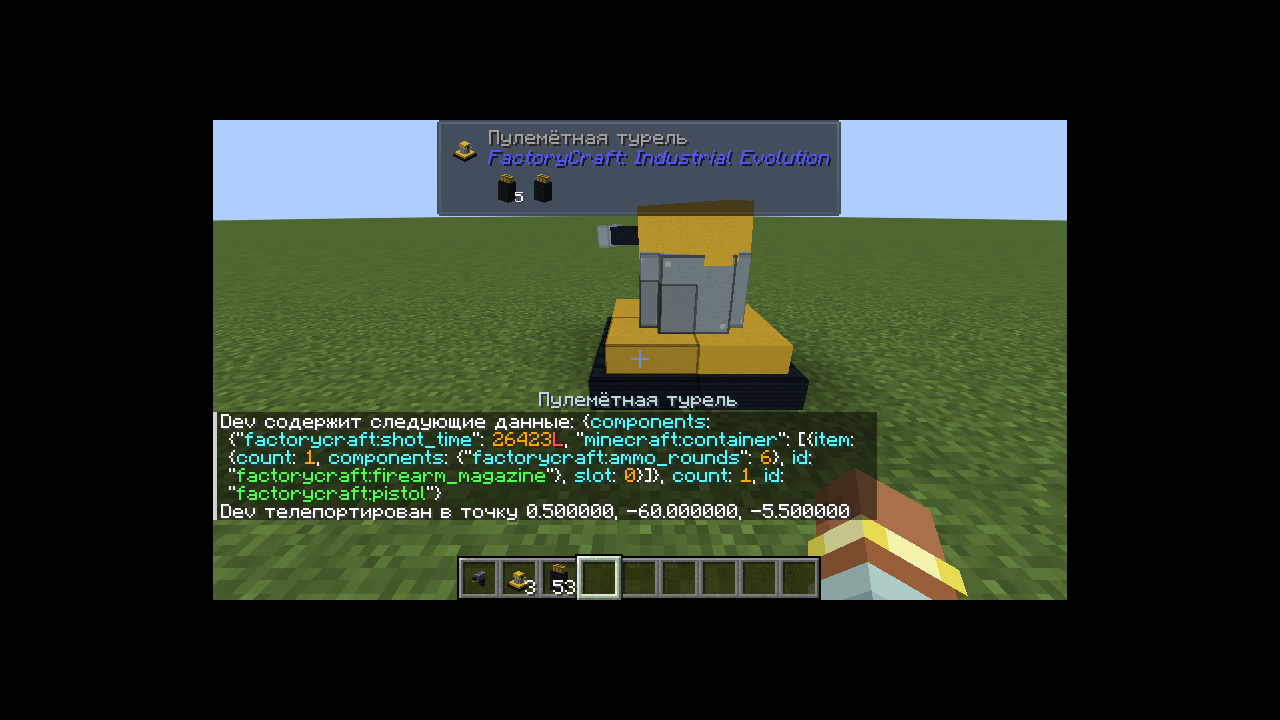 Пулемётная турель
FactoryCraft: Industrial Evolution
5
Пулемётная турель
Dev содержит следующие данные: {components:
{"factorycraft:shot_time": 26423L, "minecraft:container": [{item:
{count: 1, components: {"factorycraft:ammo_rounds": 6}, id:
"factorycraft:firearm_magazine"}, slot: 0}]}, count: 1, id:
"factorycraft:pistol"}
Dev телепортирован в точку 0.500000, -60.000000, -5.500000
3 53